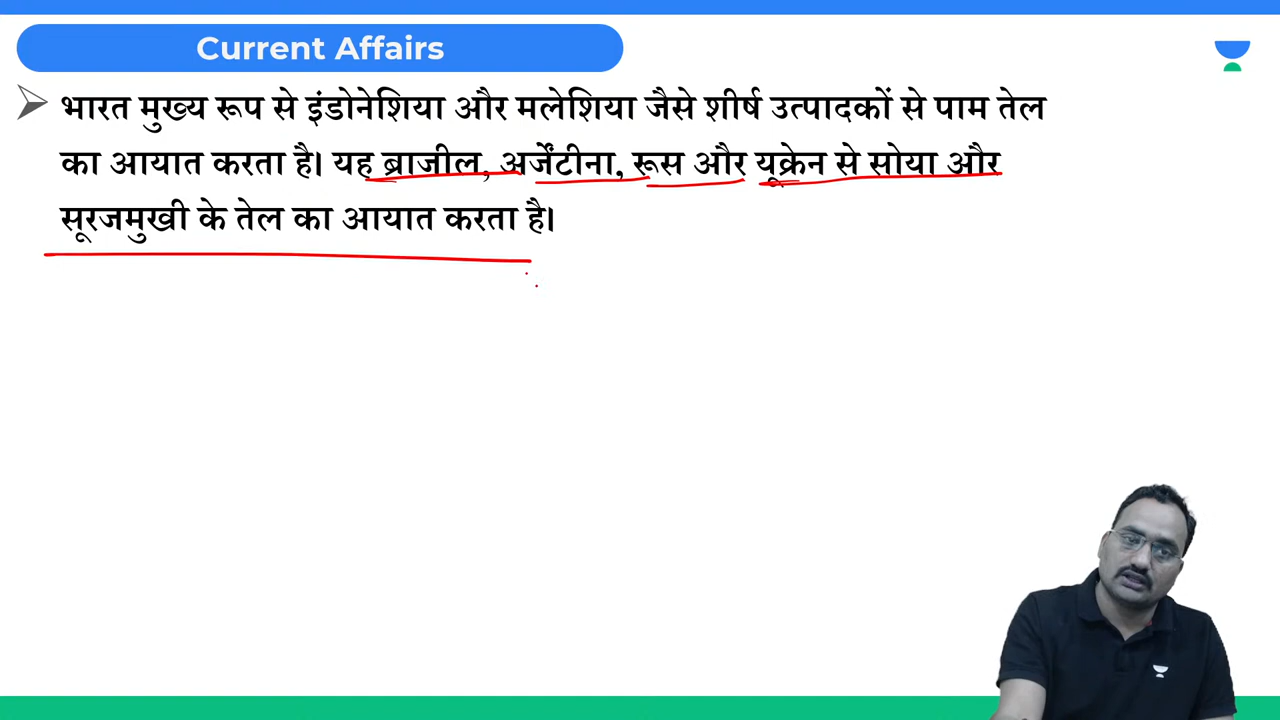 Current Affairs
भारत मुख्य रूप से इंडोनेशिया और मलेशिया जैसे शीर्ष उत्पादकों से पाम तेल
का आयात करता है। यह ब्राजील, अर्जेंटीना, रूस और यूक्रेन से सोया और
सूरजमुखी के तेल का आयात करता है।